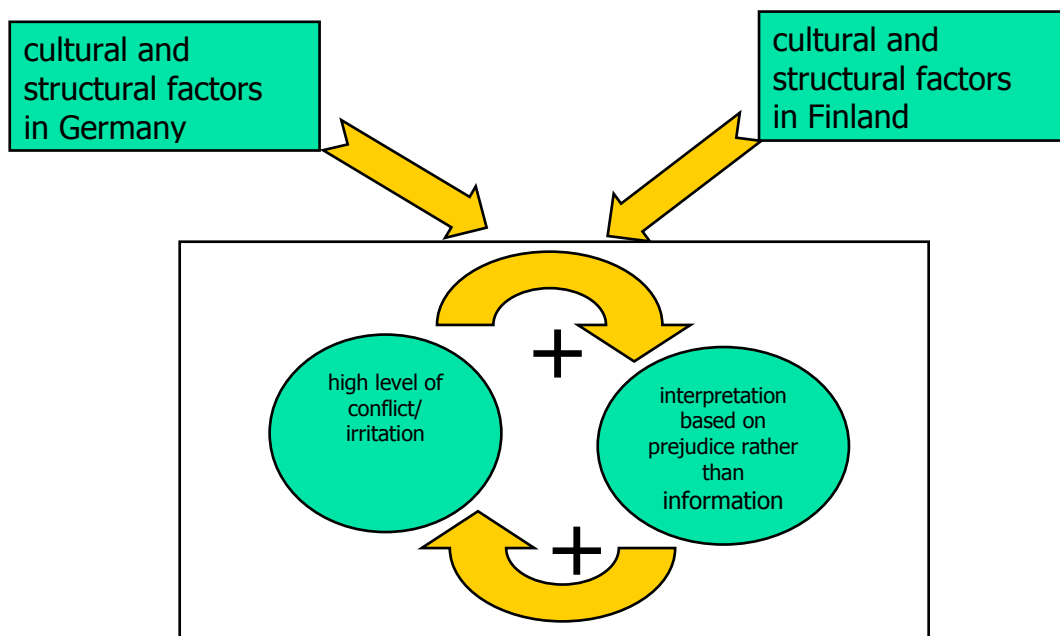 cultural and
structural factors
in Germany
cultural and
structural factors
in Finland
+
high level of
conflict/
irritation
interpretation
based on
prejudice rather
than
information
+